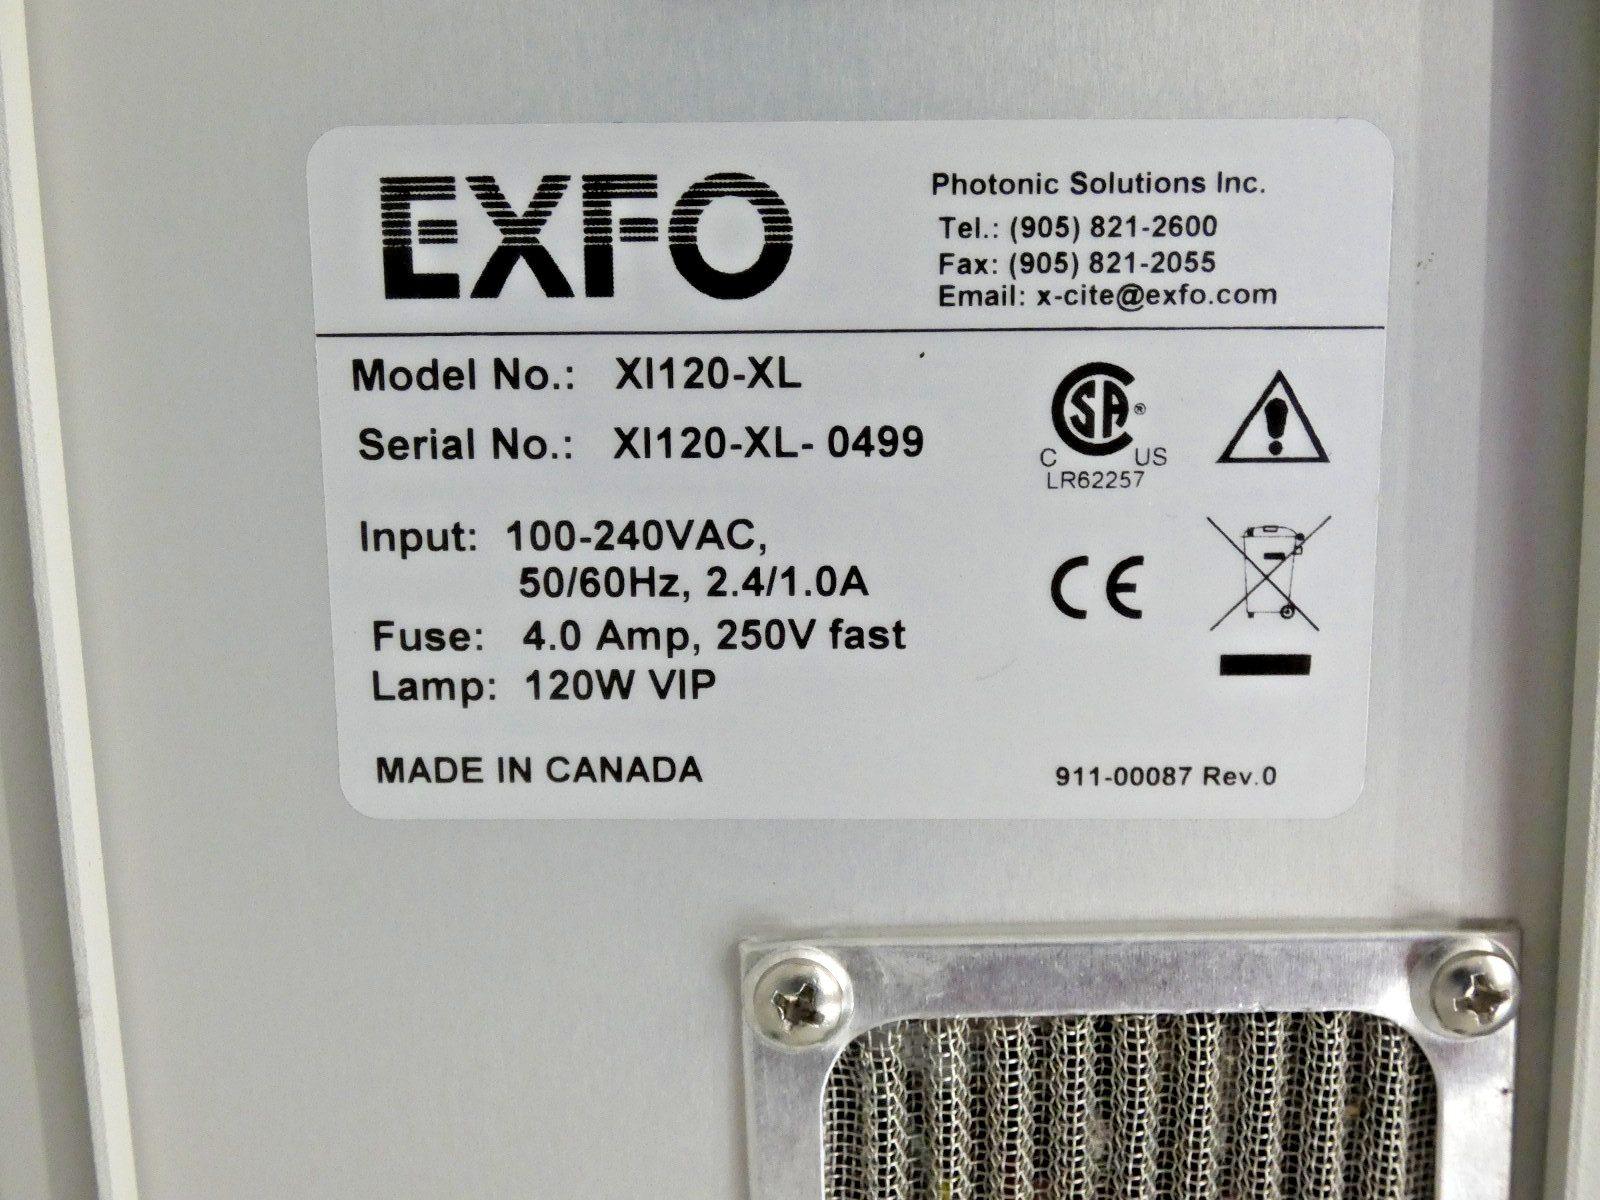 EXFO
Photonic Solutions Inc.
Tel.: (905) 821-2600
Fax: (905) 821-2055
Email: x-cite@exfo.com
Model No.: XI120-XL
Serial No.: XI120-XL- 0499
CSA®
C US
LR62257
Input: 100-240VAC,
50/60Hz, 2.4/1.0A
CE
Fuse: 4.0 Amp, 250V fast
Lamp: 120W VIP
MADE IN CANADA
911-00087 Rev.0